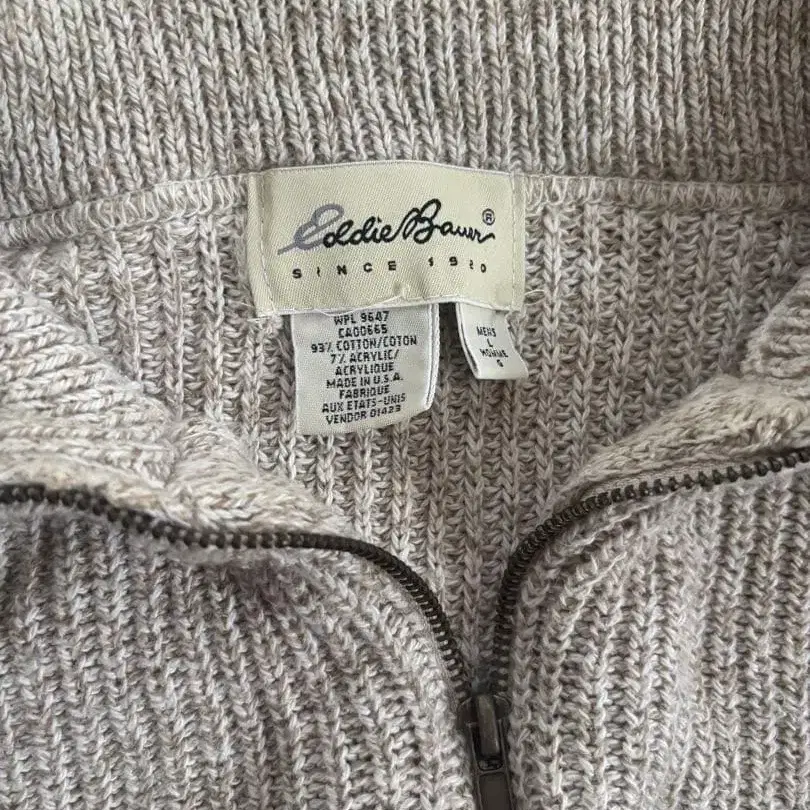 Eddie Bauer®
SINCE 1920
WPL 9647
CA00665
93% COTTON/COTON
7% ACRYLIC/
ACRYLIQUE
MADE IN U.S.A.
FABRIQUE
AUX ETATS-UNIS
VENDOR 01423
MENS
L
HOMME
G